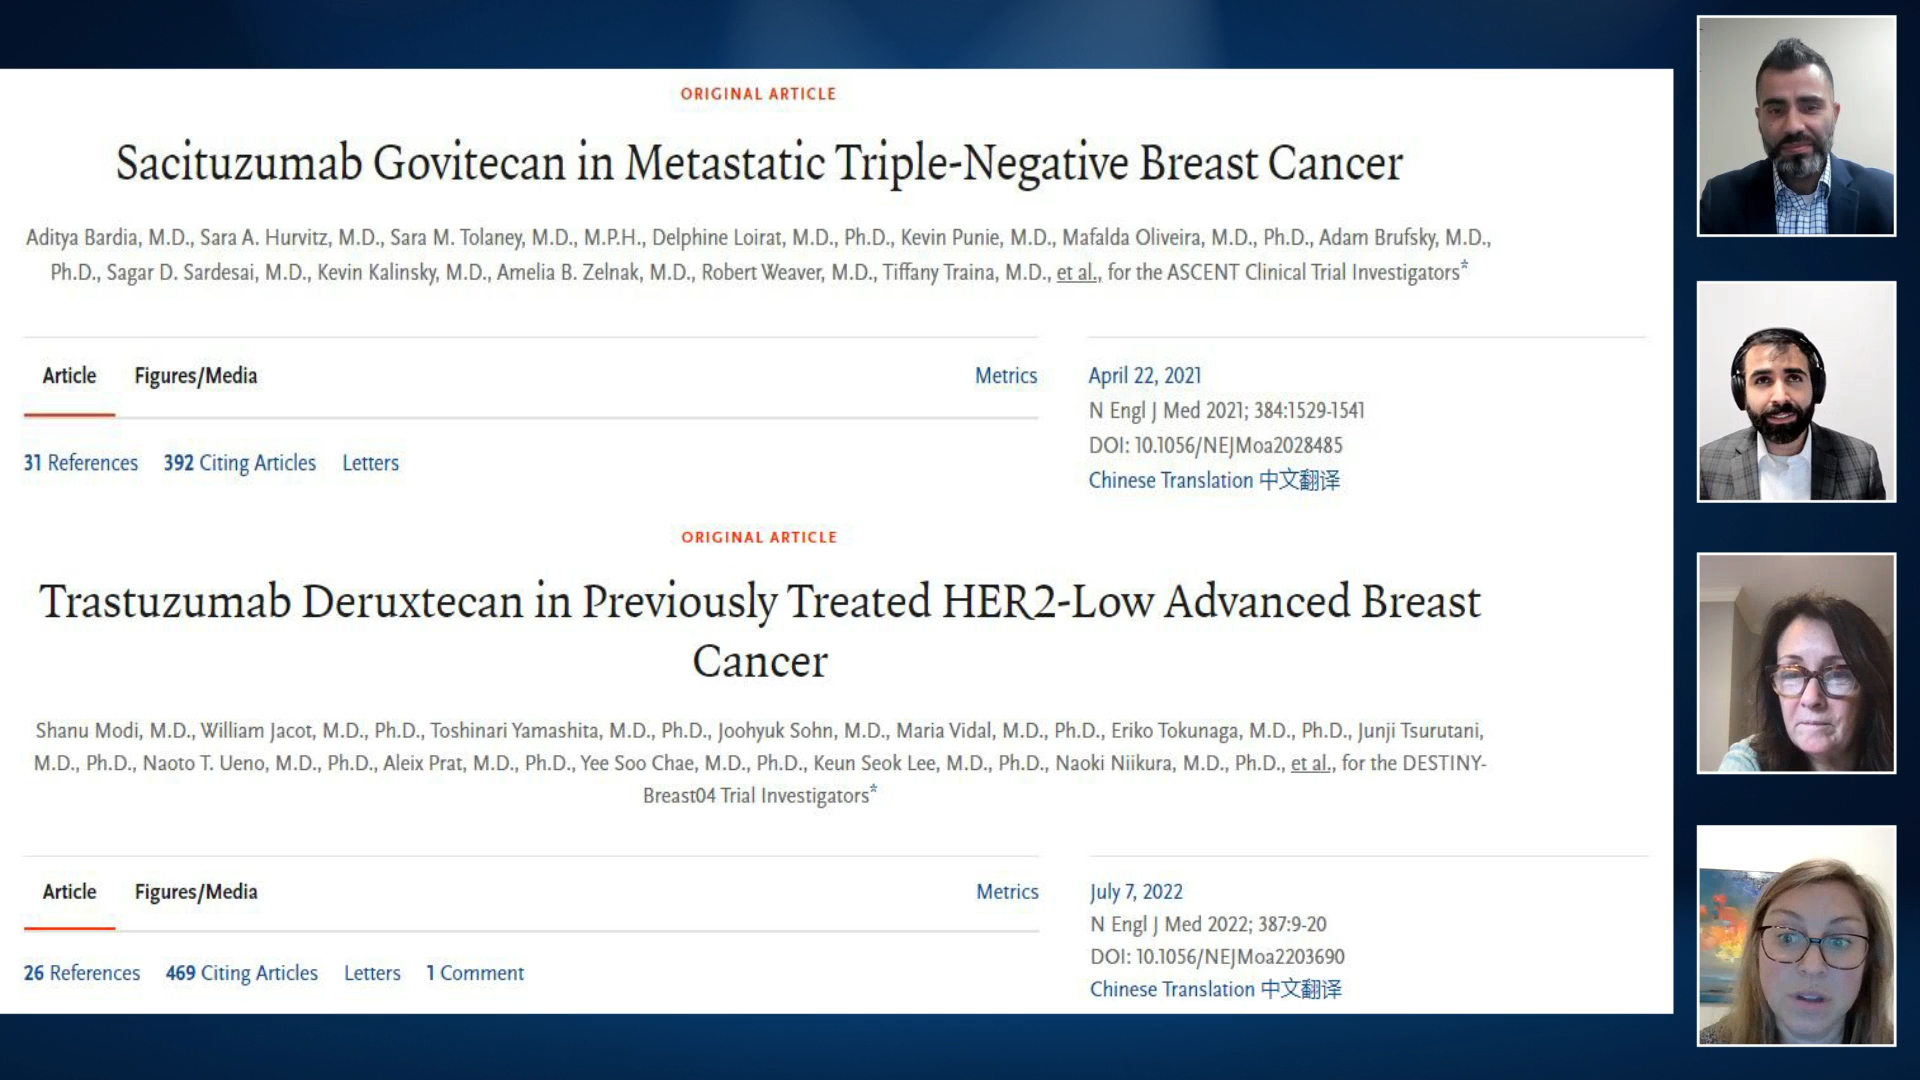 ORIGINAL ARTICLE
Sacituzumab Govitecan in Metastatic Triple-Negative Breast Cancer
Aditya Bardia, M.D., Sara A. Hurvitz, M.D., Sara M. Tolaney, M.D., M.P.H., Delphine Loirat, M.D., Ph.D., Kevin Punie, M.D., Mafalda Oliveira, M.D., Ph.D., Adam Brufsky, M.D.,
Ph.D., Sagar D. Sardesai, M.D., Kevin Kalinsky, M.D., Amelia B. Zelnak, M.D., Robert Weaver, M.D., Tiffany Traina, M.D., et al., for the ASCENT Clinical Trial Investigators*
Article Figures/Media Metrics
31 References 392 Citing Articles Letters
April 22, 2021
N Engl J Med 2021; 384:1529-1541
DOI: 10.1056/NEJMoa2028485
Chinese Translation 中文翻译
ORIGINAL ARTICLE
Trastuzumab Deruxtecan in Previously Treated HER2-Low Advanced Breast
Cancer
Shanu Modi, M.D., William Jacot, M.D., Ph.D., Toshinari Yamashita, M.D., Ph.D., Joohyuk Sohn, M.D., Maria Vidal, M.D., Ph.D., Eriko Tokunaga, M.D., Ph.D., Junji Tsurutani,
M.D., Ph.D., Naoto T. Ueno, M.D., Ph.D., Aleix Prat, M.D., Ph.D., Yee Soo Chae, M.D., Ph.D., Keun Seok Lee, M.D., Ph.D., Naoki Niikura, M.D., Ph.D., et al., for the DESTINY-
Breast04 Trial Investigators*
Article Figures/Media Metrics
26 References 469 Citing Articles Letters 1 Comment
July 7, 2022
N Engl J Med 2022; 387:9-20
DOI: 10.1056/NEJMoa2203690
Chinese Translation 中文翻译